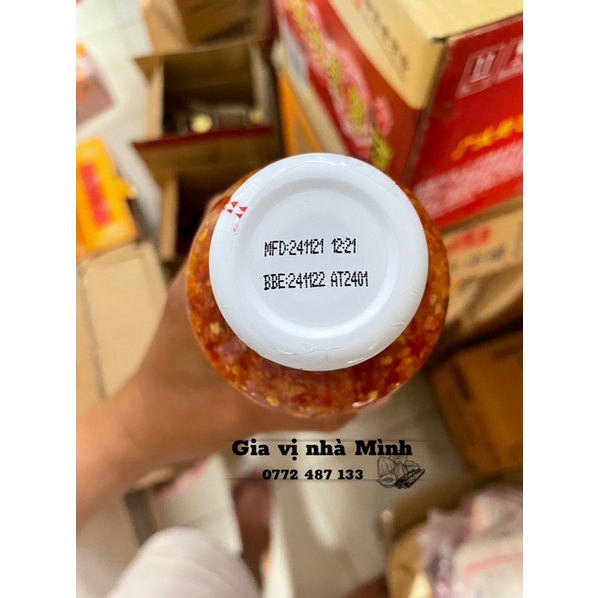 MFD:241121 12:21
BBE:241122 AT2401
Gia vị nhà Mình
0772 487 133